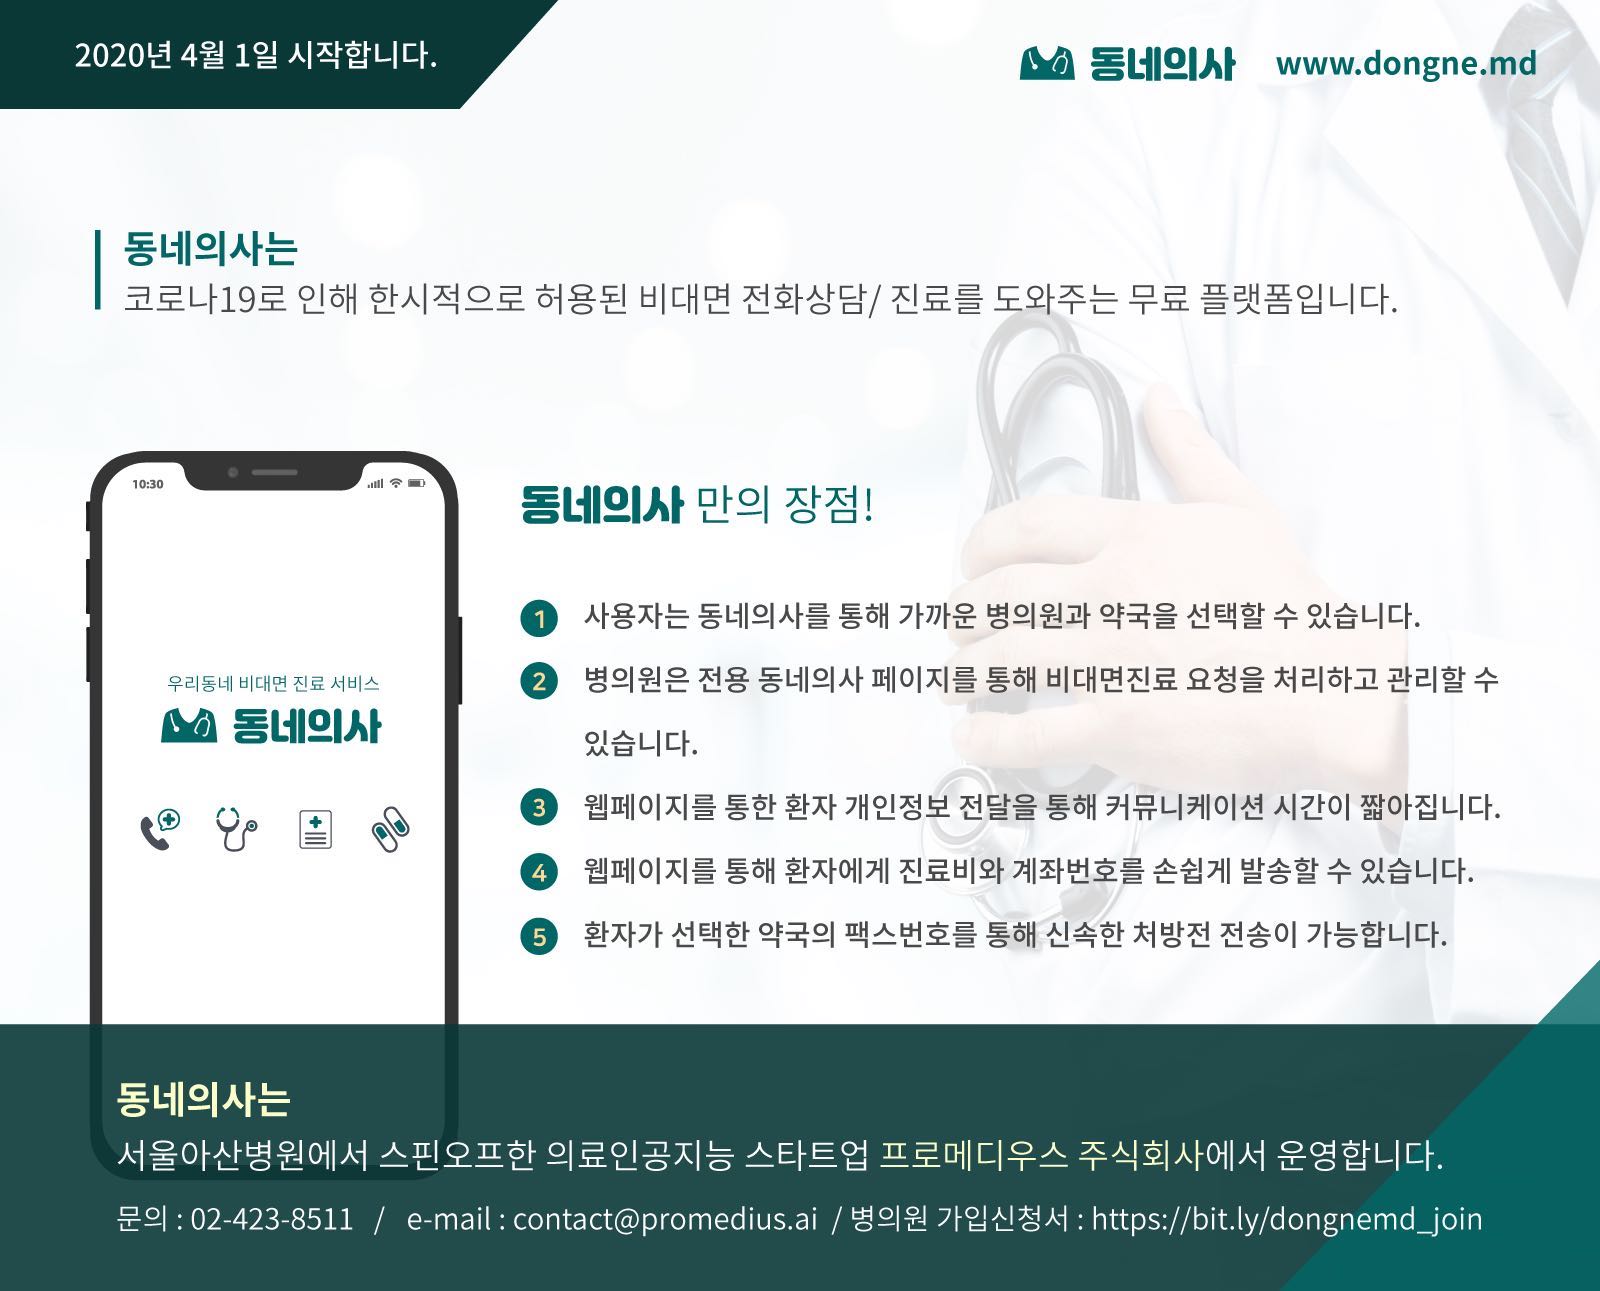 2020년 4월 1일 시작합니다.
동네의사 www.dongne.md
동네의사는
코로나19로 인해 한시적으로 허용된 비대면 전화상담/ 진료를 도와주는 무료 플랫폼입니다.
10:30
우리동네 비대면 진료 서비스
동네의사
동네의사 만의 장점!
1 사용자는 동네의사를 통해 가까운 병의원과 약국을 선택할 수 있습니다.
2 병의원은 전용 동네의사 페이지를 통해 비대면진료 요청을 처리하고 관리할 수
있습니다.
3 웹페이지를 통한 환자 개인정보 전달을 통해 커뮤니케이션 시간이 짧아집니다.
4 웹페이지를 통해 환자에게 진료비와 계좌번호를 손쉽게 발송할 수 있습니다.
5 환자가 선택한 약국의 팩스번호를 통해 신속한 처방전 전송이 가능합니다.
동네의사는
서울아산병원에서 스핀오프한 의료인공지능 스타트업 프로메디우스 주식회사에서 운영합니다.
문의 : 02-423-8511 / e-mail : contact@promedius.ai / 병의원 가입신청서 : https://bit.ly/dongnemd_join